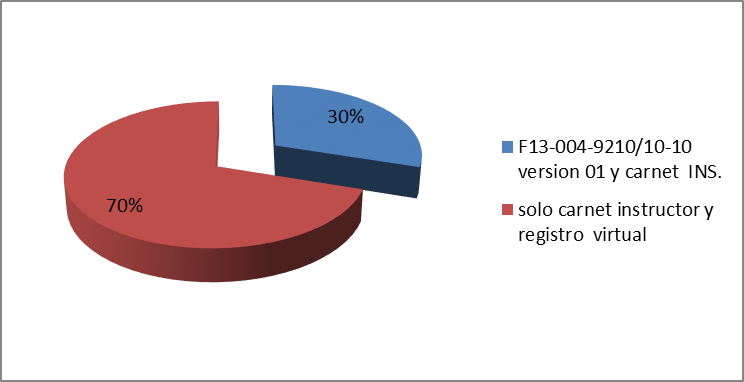 30%
70%
F13-004-9210/10-10
version 01 y carnet INS.
solo carnet instructor y
registro virtual